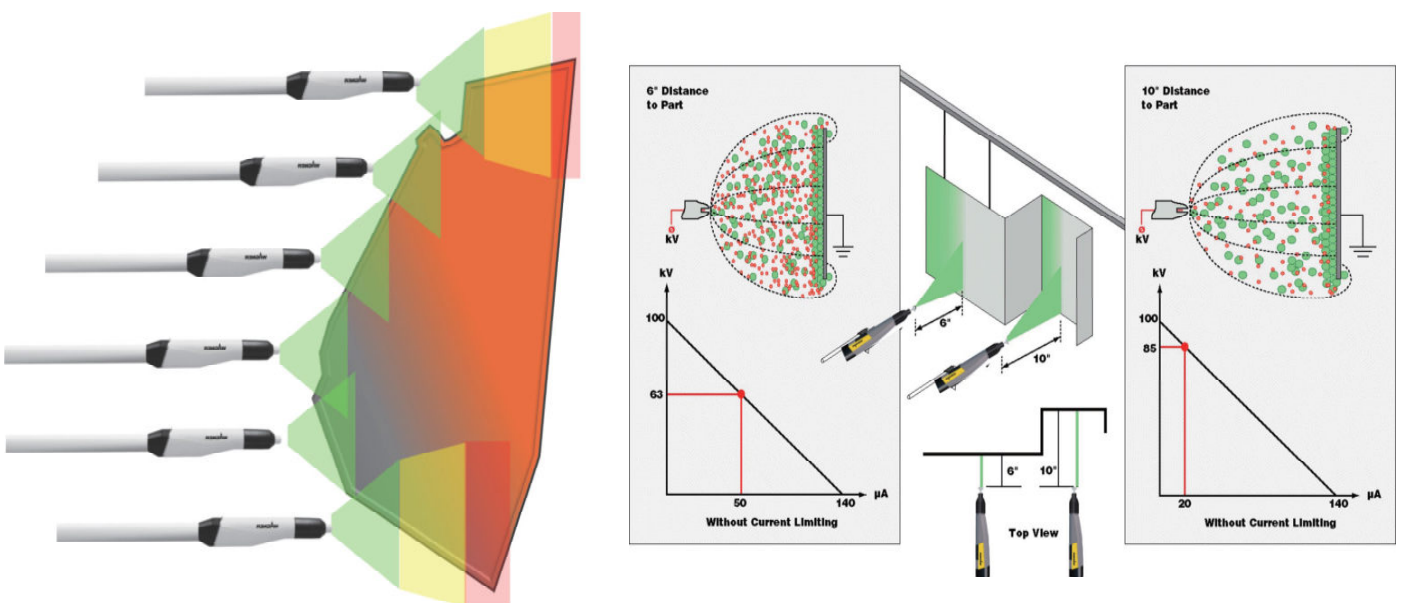 6" Distance
to Part
kV
kV
100
63
50
140
µA
Without Current Limiting
6"
10"
6"
10"
Top View
10" Distance
to Part
kV
kV
100
85
20
140
µA
Without Current Limiting